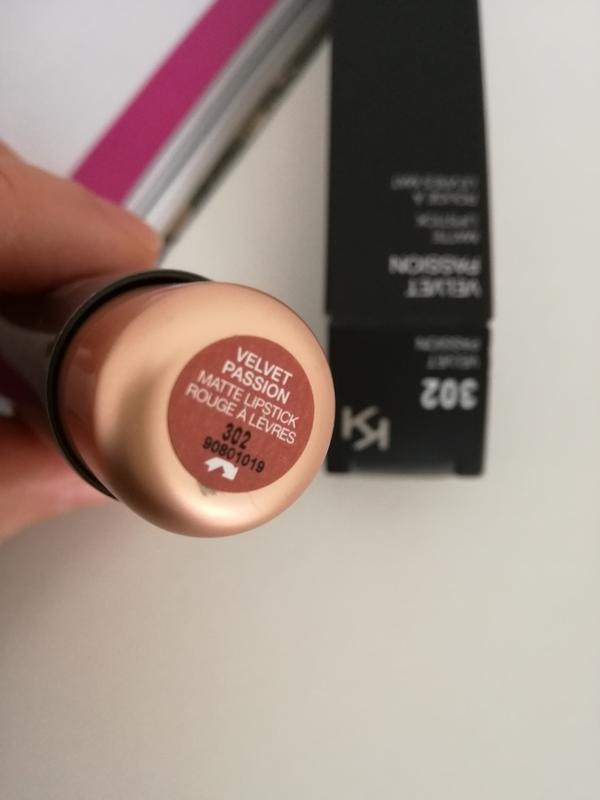 VELVET
PASSION
MATTE LIPSTICK
ROUGE À LÈVRES
302
90801019
302
VELVET
PASSION
VELVET
PASSION
MATTE
LIPSTICK
ROUGE À
LÈVRES MAT